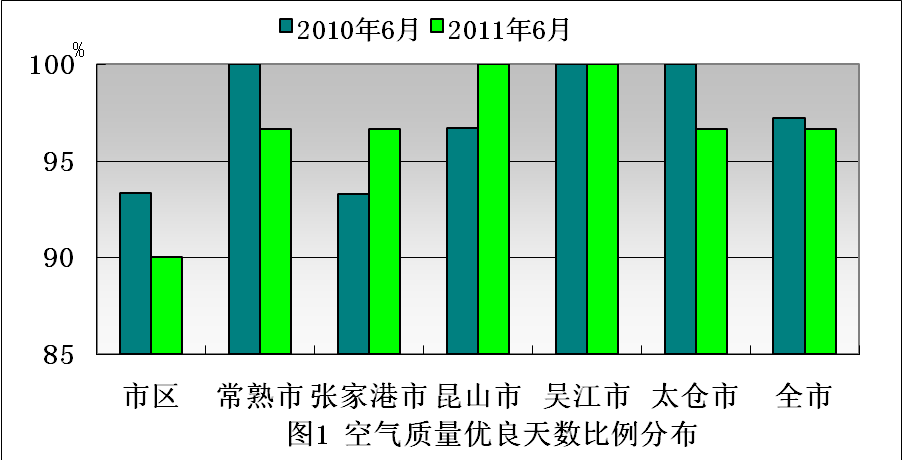 2010年6月 2011年6月
%
100
95
90
85
市区 常熟市 张家港市 昆山市 吴江市 太仓市 全市
图1 空气质量优良天数比例分布